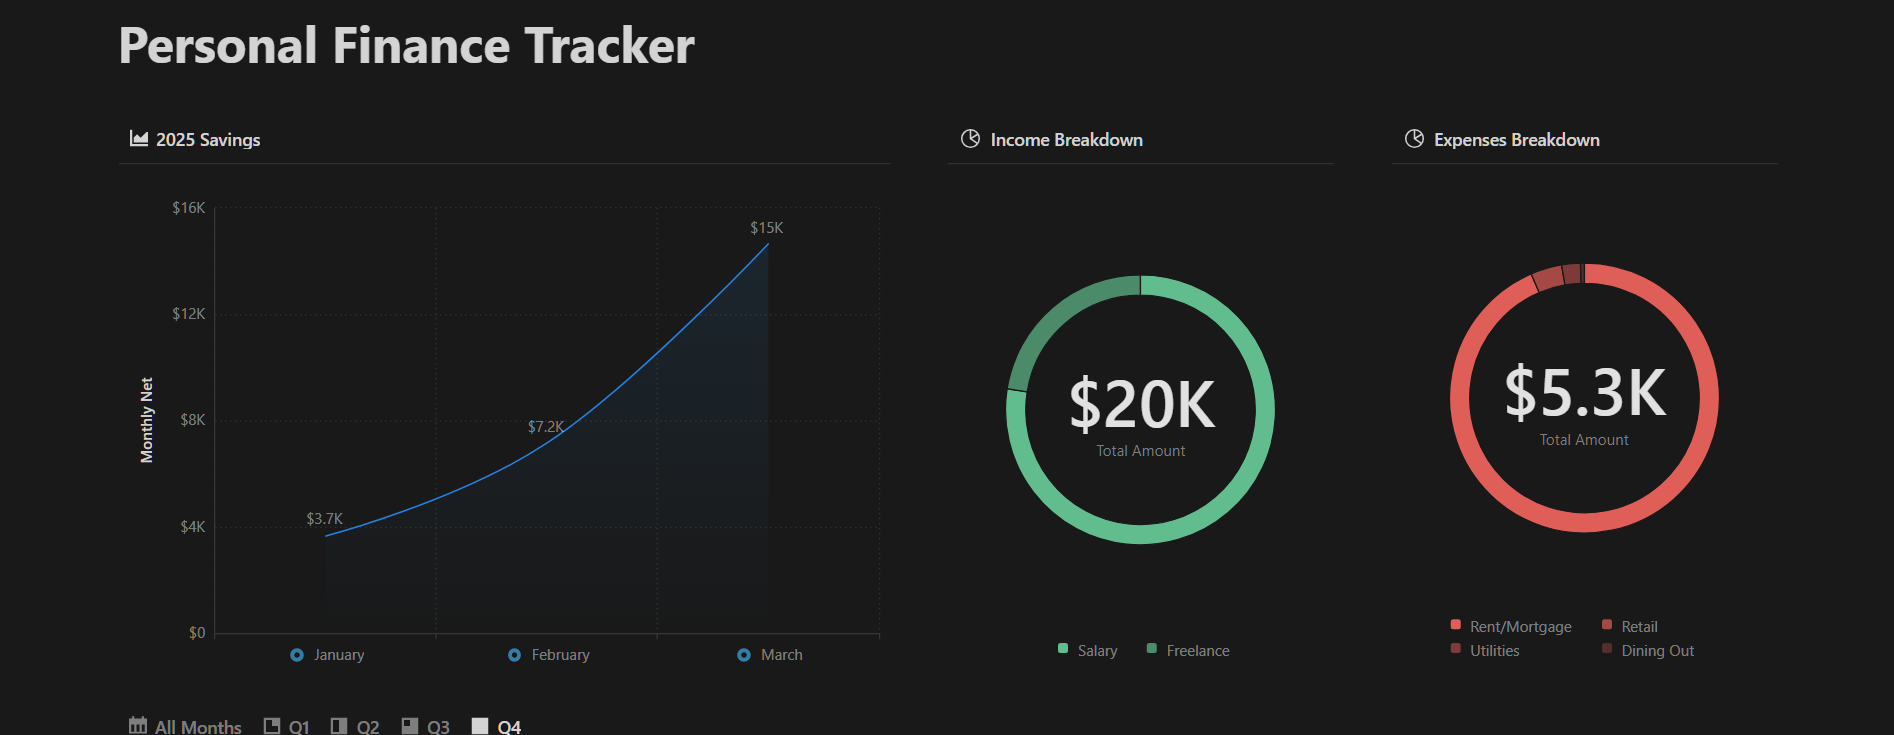 Personal Finance Tracker
2025 Savings
$16K
$12K
$8K
$4K
$0
Monthly Net
$3.7K
$7.2K
$15K
January
February
March
All Months
Q1
Q2
Q3
Q4
Income Breakdown
$20K
Total Amount
Salary
Freelance
Expenses Breakdown
$5.3K
Total Amount
Rent/Mortgage
Retail
Utilities
Dining Out